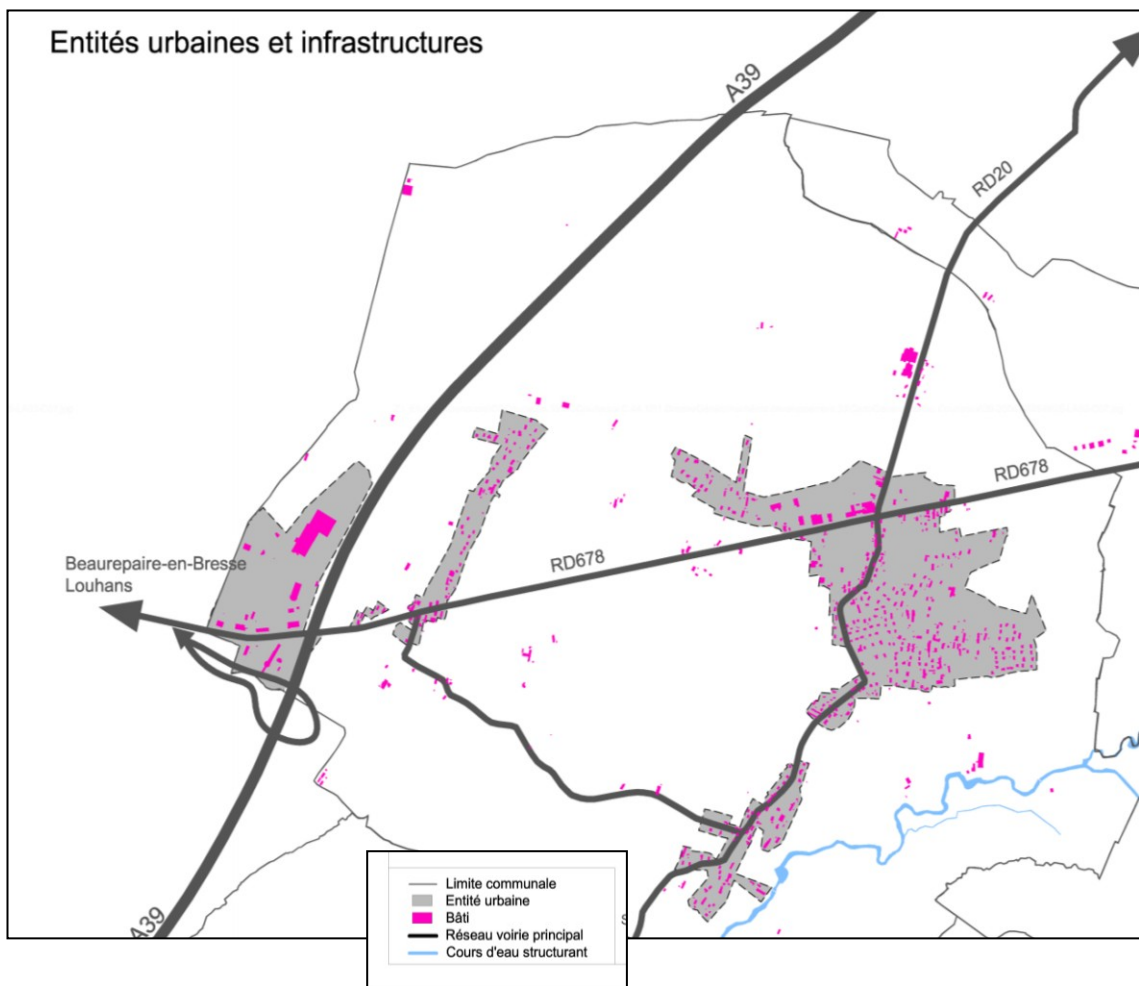 Entités urbaines et infrastructures
A39
RD20
RD678
RD678
Beaurepaire-en-Bresse
Louhans
A39
Limite communale
Entité urbaine
Bâti
Réseau voirie principal
Cours d'eau structurant